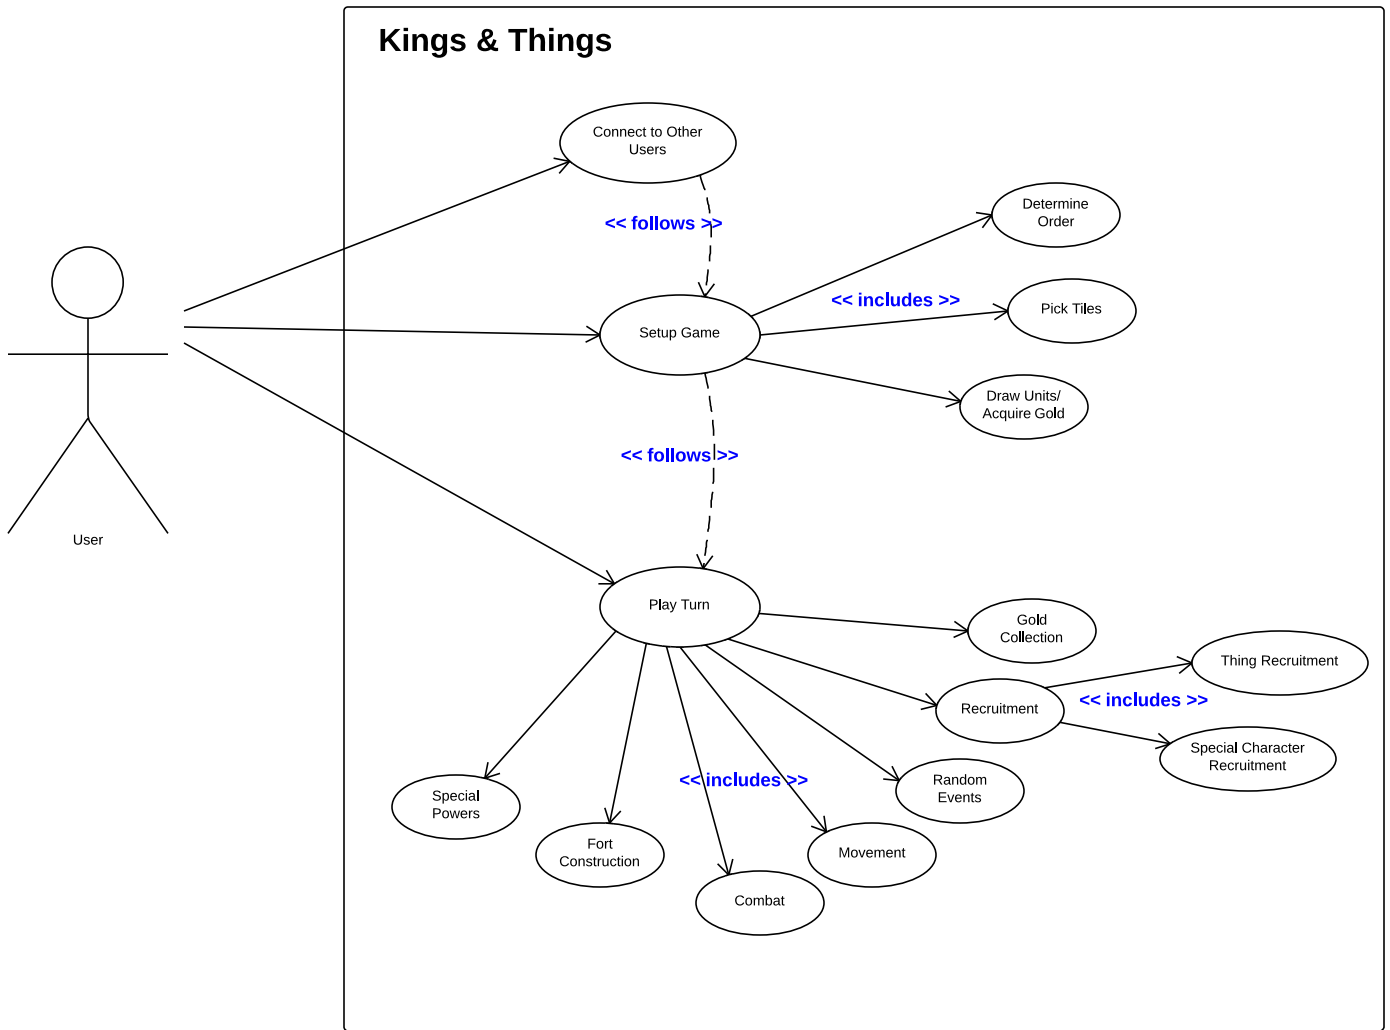 Kings & Things
Connect to Other
Users
<< follows >>
Determine
Order
<< includes >>
Pick Tiles
Setup Game
Draw Units/
Acquire Gold
<< follows >>
User
Play Turn
Gold
Collection
Thing Recruitment
<< includes >>
Recruitment
Special Character
Recruitment
<< includes >>
Random
Events
Special
Powers
Fort
Construction
Movement
Combat